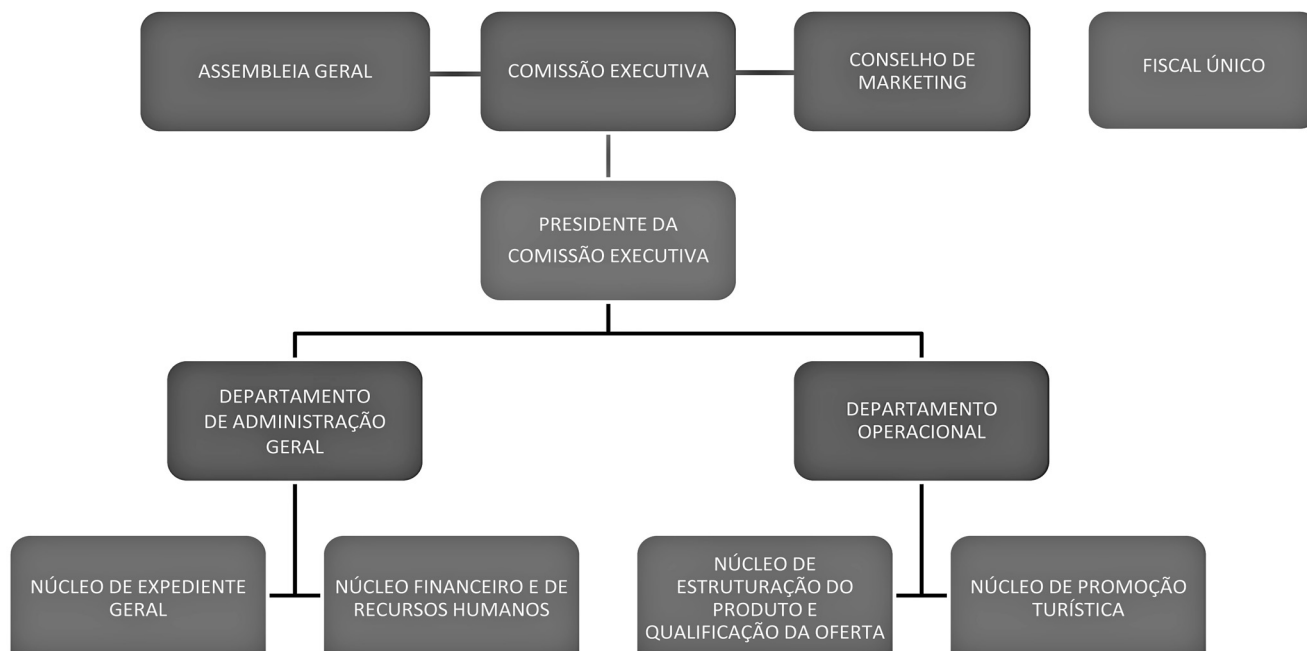 ASSEMBLEIA GERAL
COMISSÃO EXECUTIVA
CONSELHO DE
MARKETING
FISCAL ÚNICO
PRESIDENTE DA
COMISSÃO EXECUTIVA
DEPARTAMENTO
DE ADMINISTRAÇÃO
GERAL
DEPARTAMENTO
OPERACIONAL
NÚCLEO DE EXPEDIENTE
GERAL
NÚCLEO FINANCEIRO E DE
RECURSOS HUMANOS
NÚCLEO DE
ESTRUTURAÇÃO DO
PRODUTO E
QUALIFICAÇÃO DA OFERTA
NÚCLEO DE PROMOÇÃO
TURÍSTICA